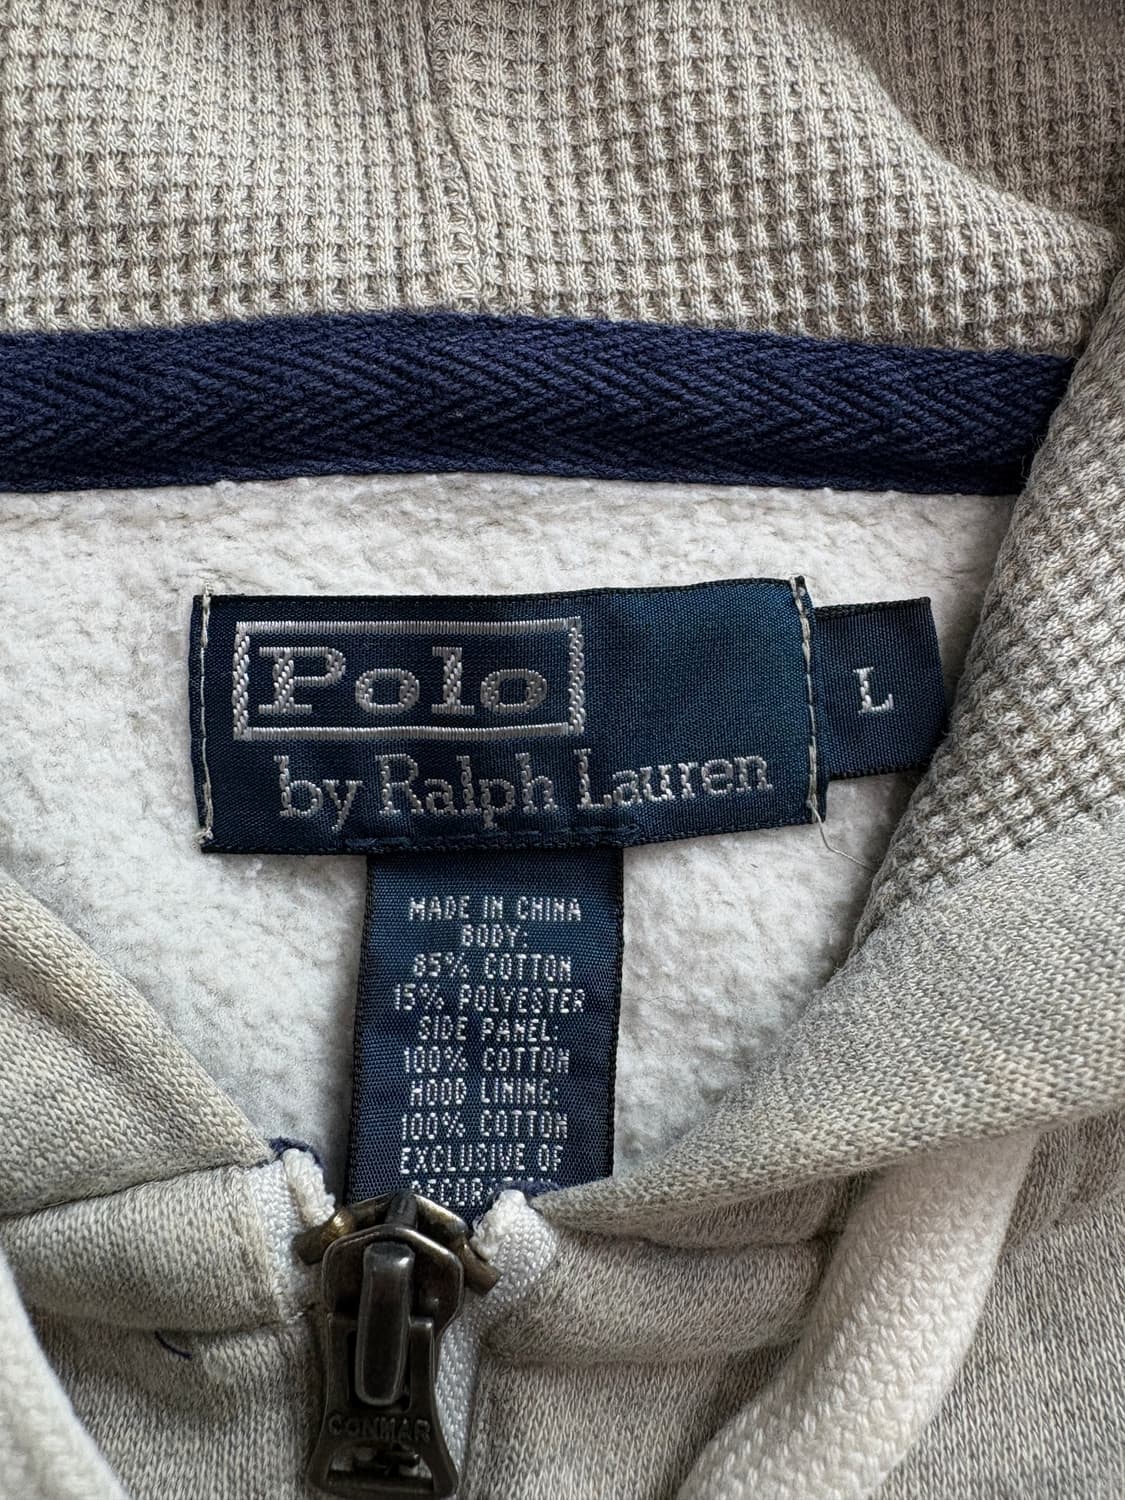 Polo
by Ralph Lauren
L
MADE IN CHINA
BODY:
85% COTTON
15% POLYESTER
SIDE PANEL:
100% COTTON
HOOD LINING:
100% COTTON
EXCLUSIVE OF
CONMAR